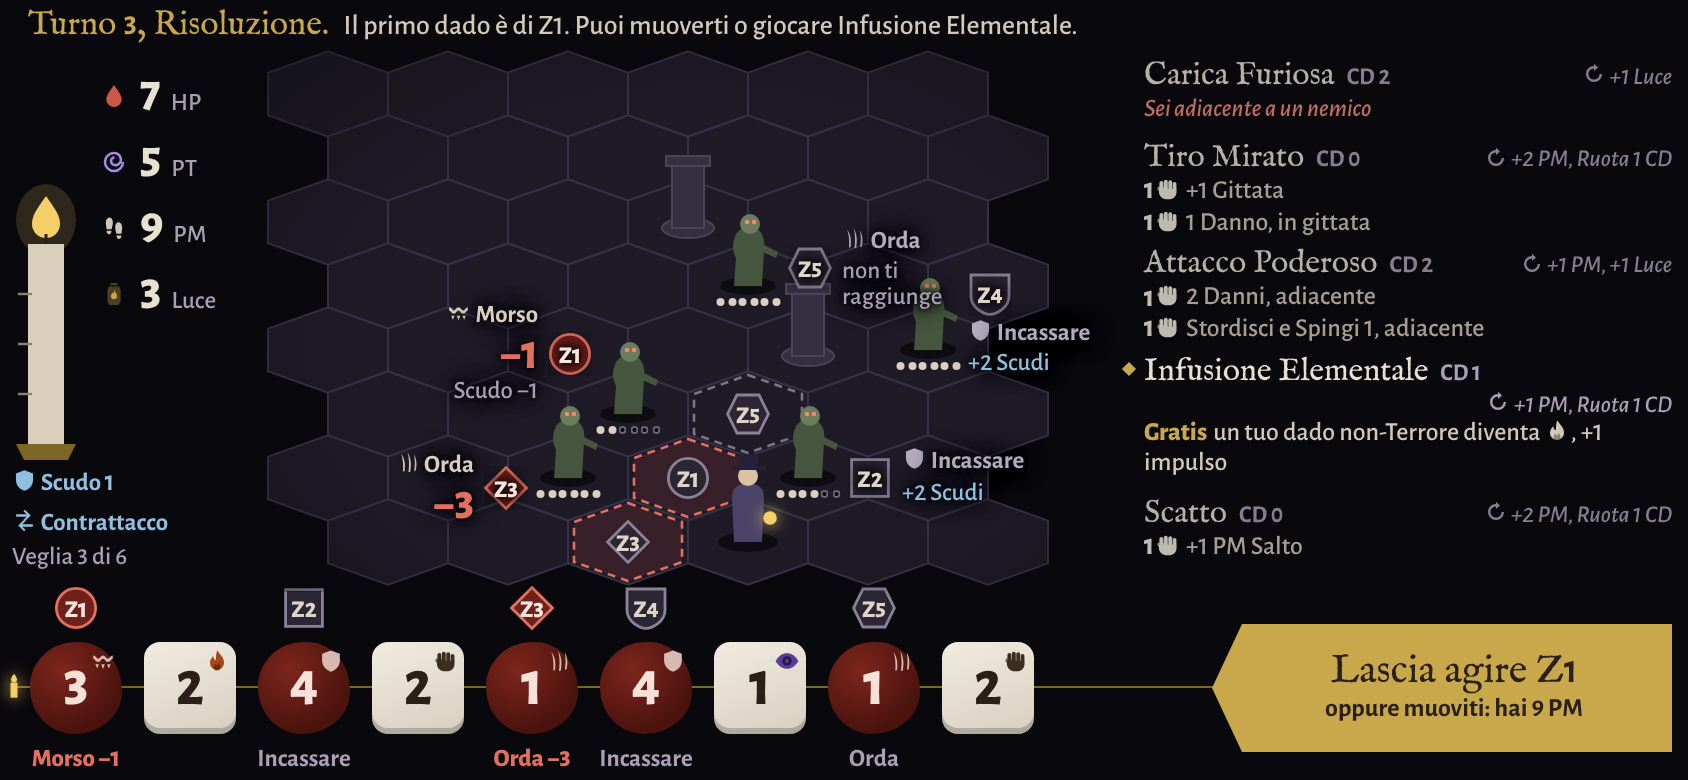 Turno 3, Risoluzione. Il primo dado è di Z1. Puoi muoverti o giocare Infusione Elementale.
7 HP
5 PT
9 PM
3 Luce
Scudo 1
Contrattacco
Veglia 3 di 6
Orda
Z5
non ti
raggiunge
Z4
Incassare
+2 Scudi
Morso
–1 Z1
Scudo –1
Z5
Orda
Z3
–3
Z1
Z2
Incassare
+2 Scudi
Z3
Carica Furiosa CD 2 +1 Luce
Sei adiacente a un nemico
Tiro Mirato CD 0 +2 PM, Ruota 1 CD
1 +1 Gittata
1 1 Danno, in gittata
Attacco Poderoso CD 2 +1 PM, +1 Luce
1 2 Danni, adiacente
1 Stordisci e Spingi 1, adiacente
Infusione Elementale CD 1
+1 PM, Ruota 1 CD
Gratis un tuo dado non-Terrore diventa , +1
impulso
Scatto CD 0 +2 PM, Ruota 1 CD
1 +1 PM Salto
Z1 Z2 Z3 Z4 Z5
3 2 4 2 1 4 1 1 2
Morso –1 Incassare Orda –3 Incassare Orda
Lascia agire Z1
oppure muoviti: hai 9 PM